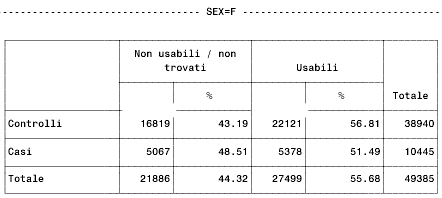 SEX=F
Non usabili / non
trovati Usabili
% % Totale
Controlli 16819 43.19 22121 56.81 38940
Casi 5067 48.51 5378 51.49 10445
Totale 21886 44.32 27499 55.68 49385